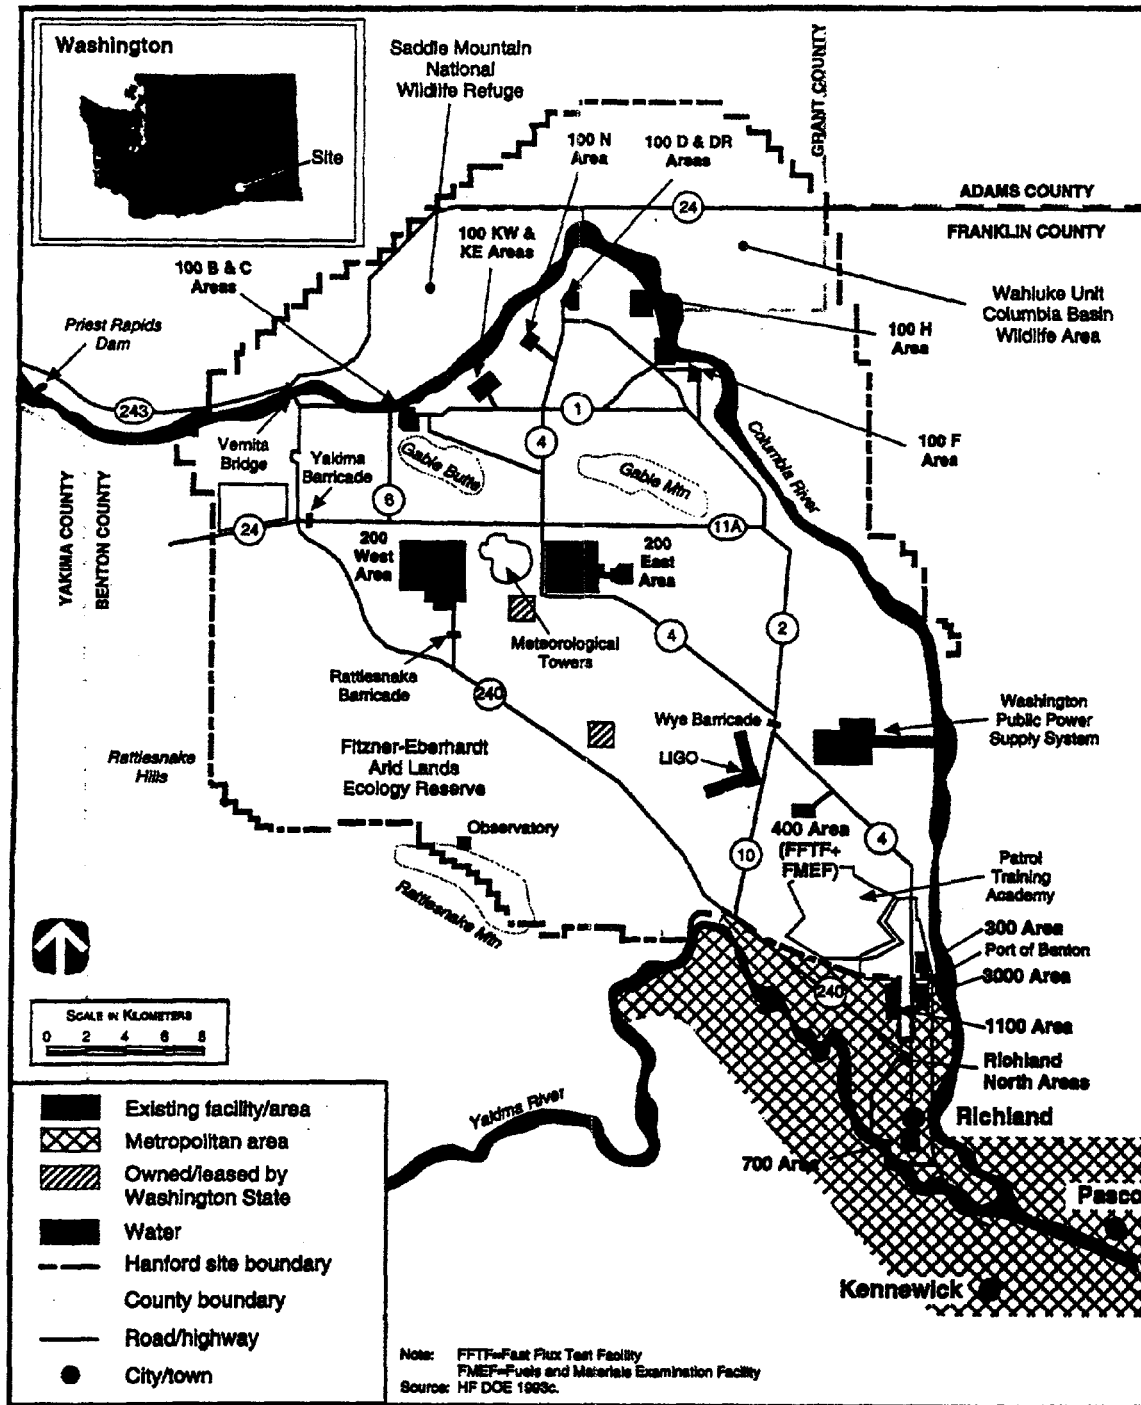 Washington
Site
Saddle Mountain
National
Wildlife Refuge
100 N
Area
100 D & DR
Areas
GRANT COUNTY
24
ADAMS COUNTY
FRANKLIN COUNTY
100 KW &
KE Areas
100 B & C
Areas
Wahluke Unit
Columbia Basin
Wildlife Area
Priest Rapids
Dam
100 H
Area
243
1
4
Vernita
Bridge
Yakima
Barricade
Gable Butte
Gable Mtn
Columbia River
100 F
Area
6
24
11A
YAKIMA COUNTY
BENTON COUNTY
200
West
Area
200
East
Area
Meteorological
Towers
4
2
Rattlesnake
Barricade
240
Wye Barricade
LIGO
Washington
Public Power
Supply System
Rattlesnake
Hills
Fitzner-Eberhardt
Arid Lands
Ecology Reserve
Observatory
Rattlesnake Mtn
400 Area
(FFTF+
FMEF)
4
10
Patrol
Training
Academy
300 Area
Port of Benton
3000 Area
240
1100 Area
Richland
North Areas
Richland
SCALE IN KILOMETERS
0 2 4 6 8
Yakima River
700 Area
Pasco
Kennewick
Existing facility/area
Metropolitan area
Owned/leased by
Washington State
Water
Hanford site boundary
County boundary
Road/highway
City/town
Note: FFTF=Fast Flux Test Facility
FMEF=Fuels and Materials Examination Facility
Source: HF DOE 1993c.